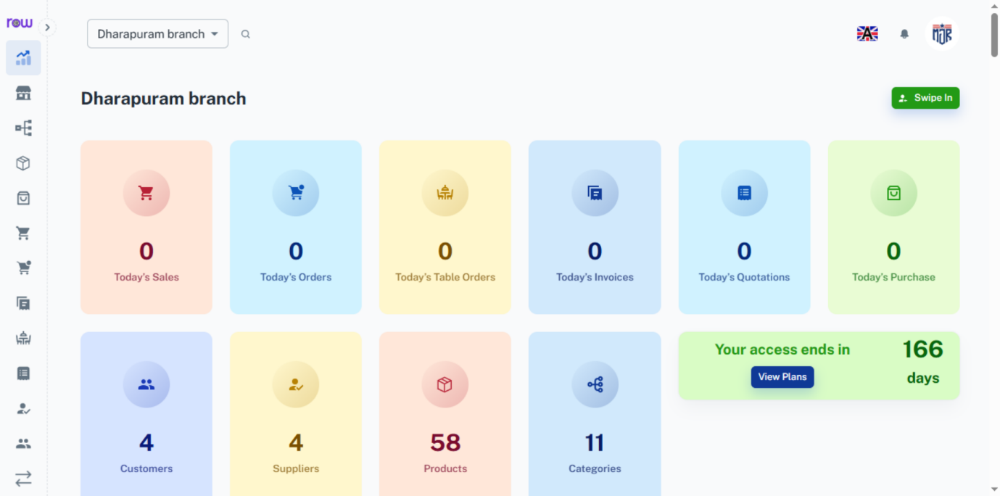 row
Dharapuram branch
A
MJR
Dharapuram branch
Swipe In
0
Today's Sales
0
Today's Orders
0
Today's Table Orders
0
Today's Invoices
0
Today's Quotations
0
Today's Purchase
4
Customers
4
Suppliers
58
Products
11
Categories
Your access ends in
166
View Plans
days